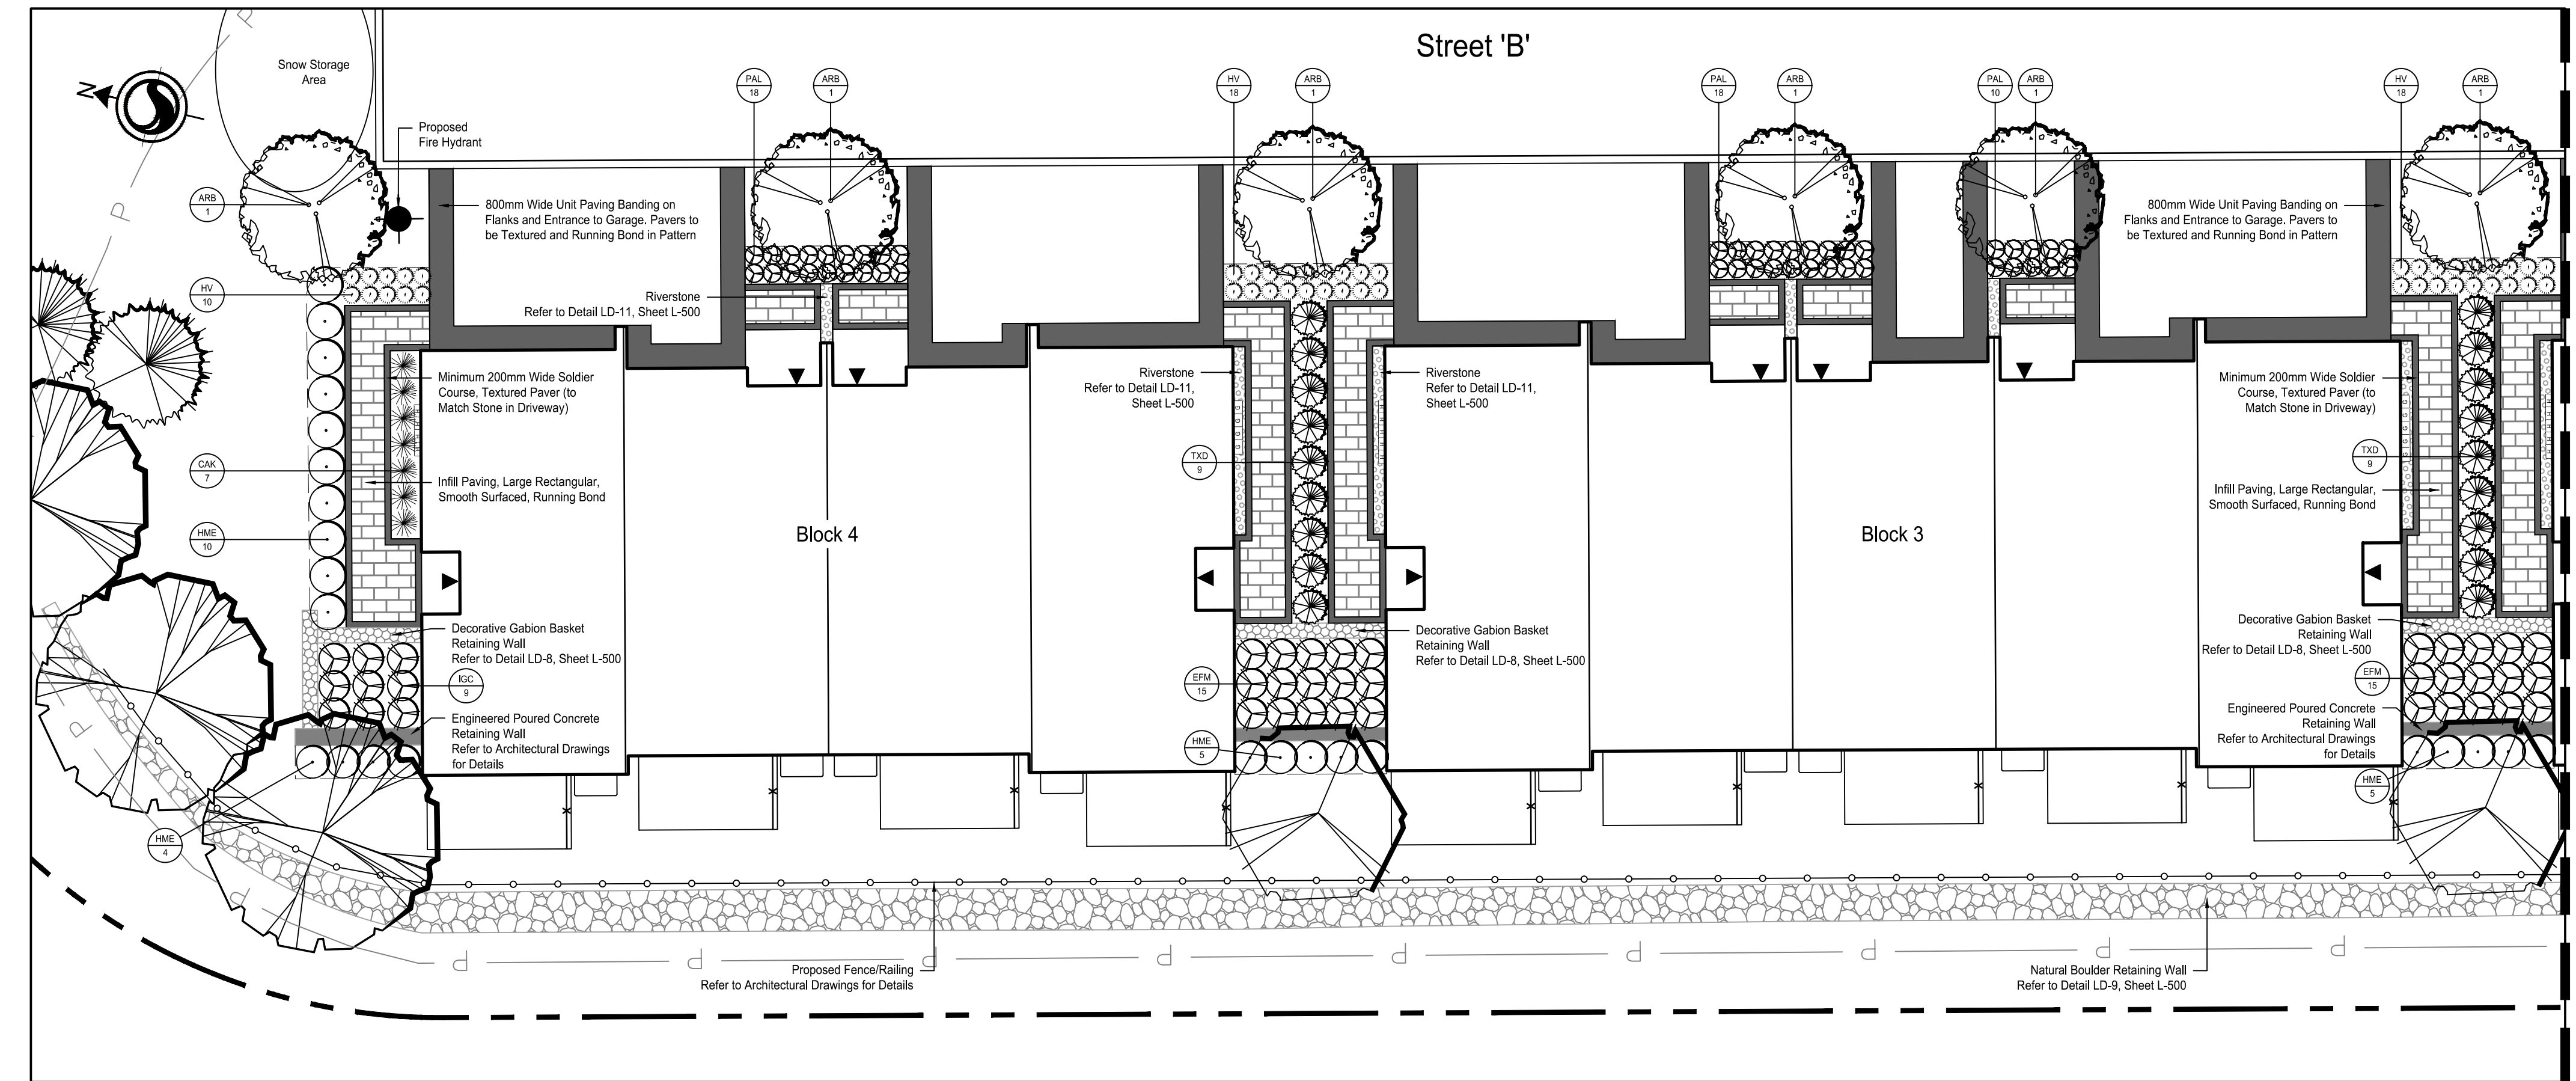 Street 'B'
Snow Storage
Area
N
P
PAL
18
ARB
1
HV
18
ARB
1
PAL
18
ARB
1
PAL
10
ARB
1
HV
18
ARB
1
Proposed
Fire Hydrant
P
ARB
1
800mm Wide Unit Paving Banding on
Flanks and Entrance to Garage. Pavers to
be Textured and Running Bond in Pattern
800mm Wide Unit Paving Banding on
Flanks and Entrance to Garage. Pavers to
be Textured and Running Bond in Pattern
HV
10
Riverstone
Refer to Detail LD-11, Sheet L-500
Minimum 200mm Wide Soldier
Course, Textured Paver (to
Match Stone in Driveway)
Riverstone
Refer to Detail LD-11,
Sheet L-500
Riverstone
Refer to Detail LD-11,
Sheet L-500
Minimum 200mm Wide Soldier
Course, Textured Paver (to
Match Stone in Driveway)
CAK
7
TXD
9
TXD
9
Infill Paving, Large Rectangular,
Smooth Surfaced, Running Bond
Infill Paving, Large Rectangular,
Smooth Surfaced, Running Bond
HME
10
Block 4
Block 3
Decorative Gabion Basket
Retaining Wall
Refer to Detail LD-8, Sheet L-500
Decorative Gabion Basket
Retaining Wall
Refer to Detail LD-8, Sheet L-500
Decorative Gabion Basket
Retaining Wall
Refer to Detail LD-8, Sheet L-500
IGC
9
EFM
15
EFM
15
Engineered Poured Concrete
Retaining Wall
Refer to Architectural Drawings
for Details
Engineered Poured Concrete
Retaining Wall
Refer to Architectural Drawings
for Details
P
HME
5
HME
5
HME
4
P
P
P
P
P
P
P
P
P
P
Proposed Fence/Railing
Refer to Architectural Drawings for Details
Natural Boulder Retaining Wall
Refer to Detail LD-9, Sheet L-500